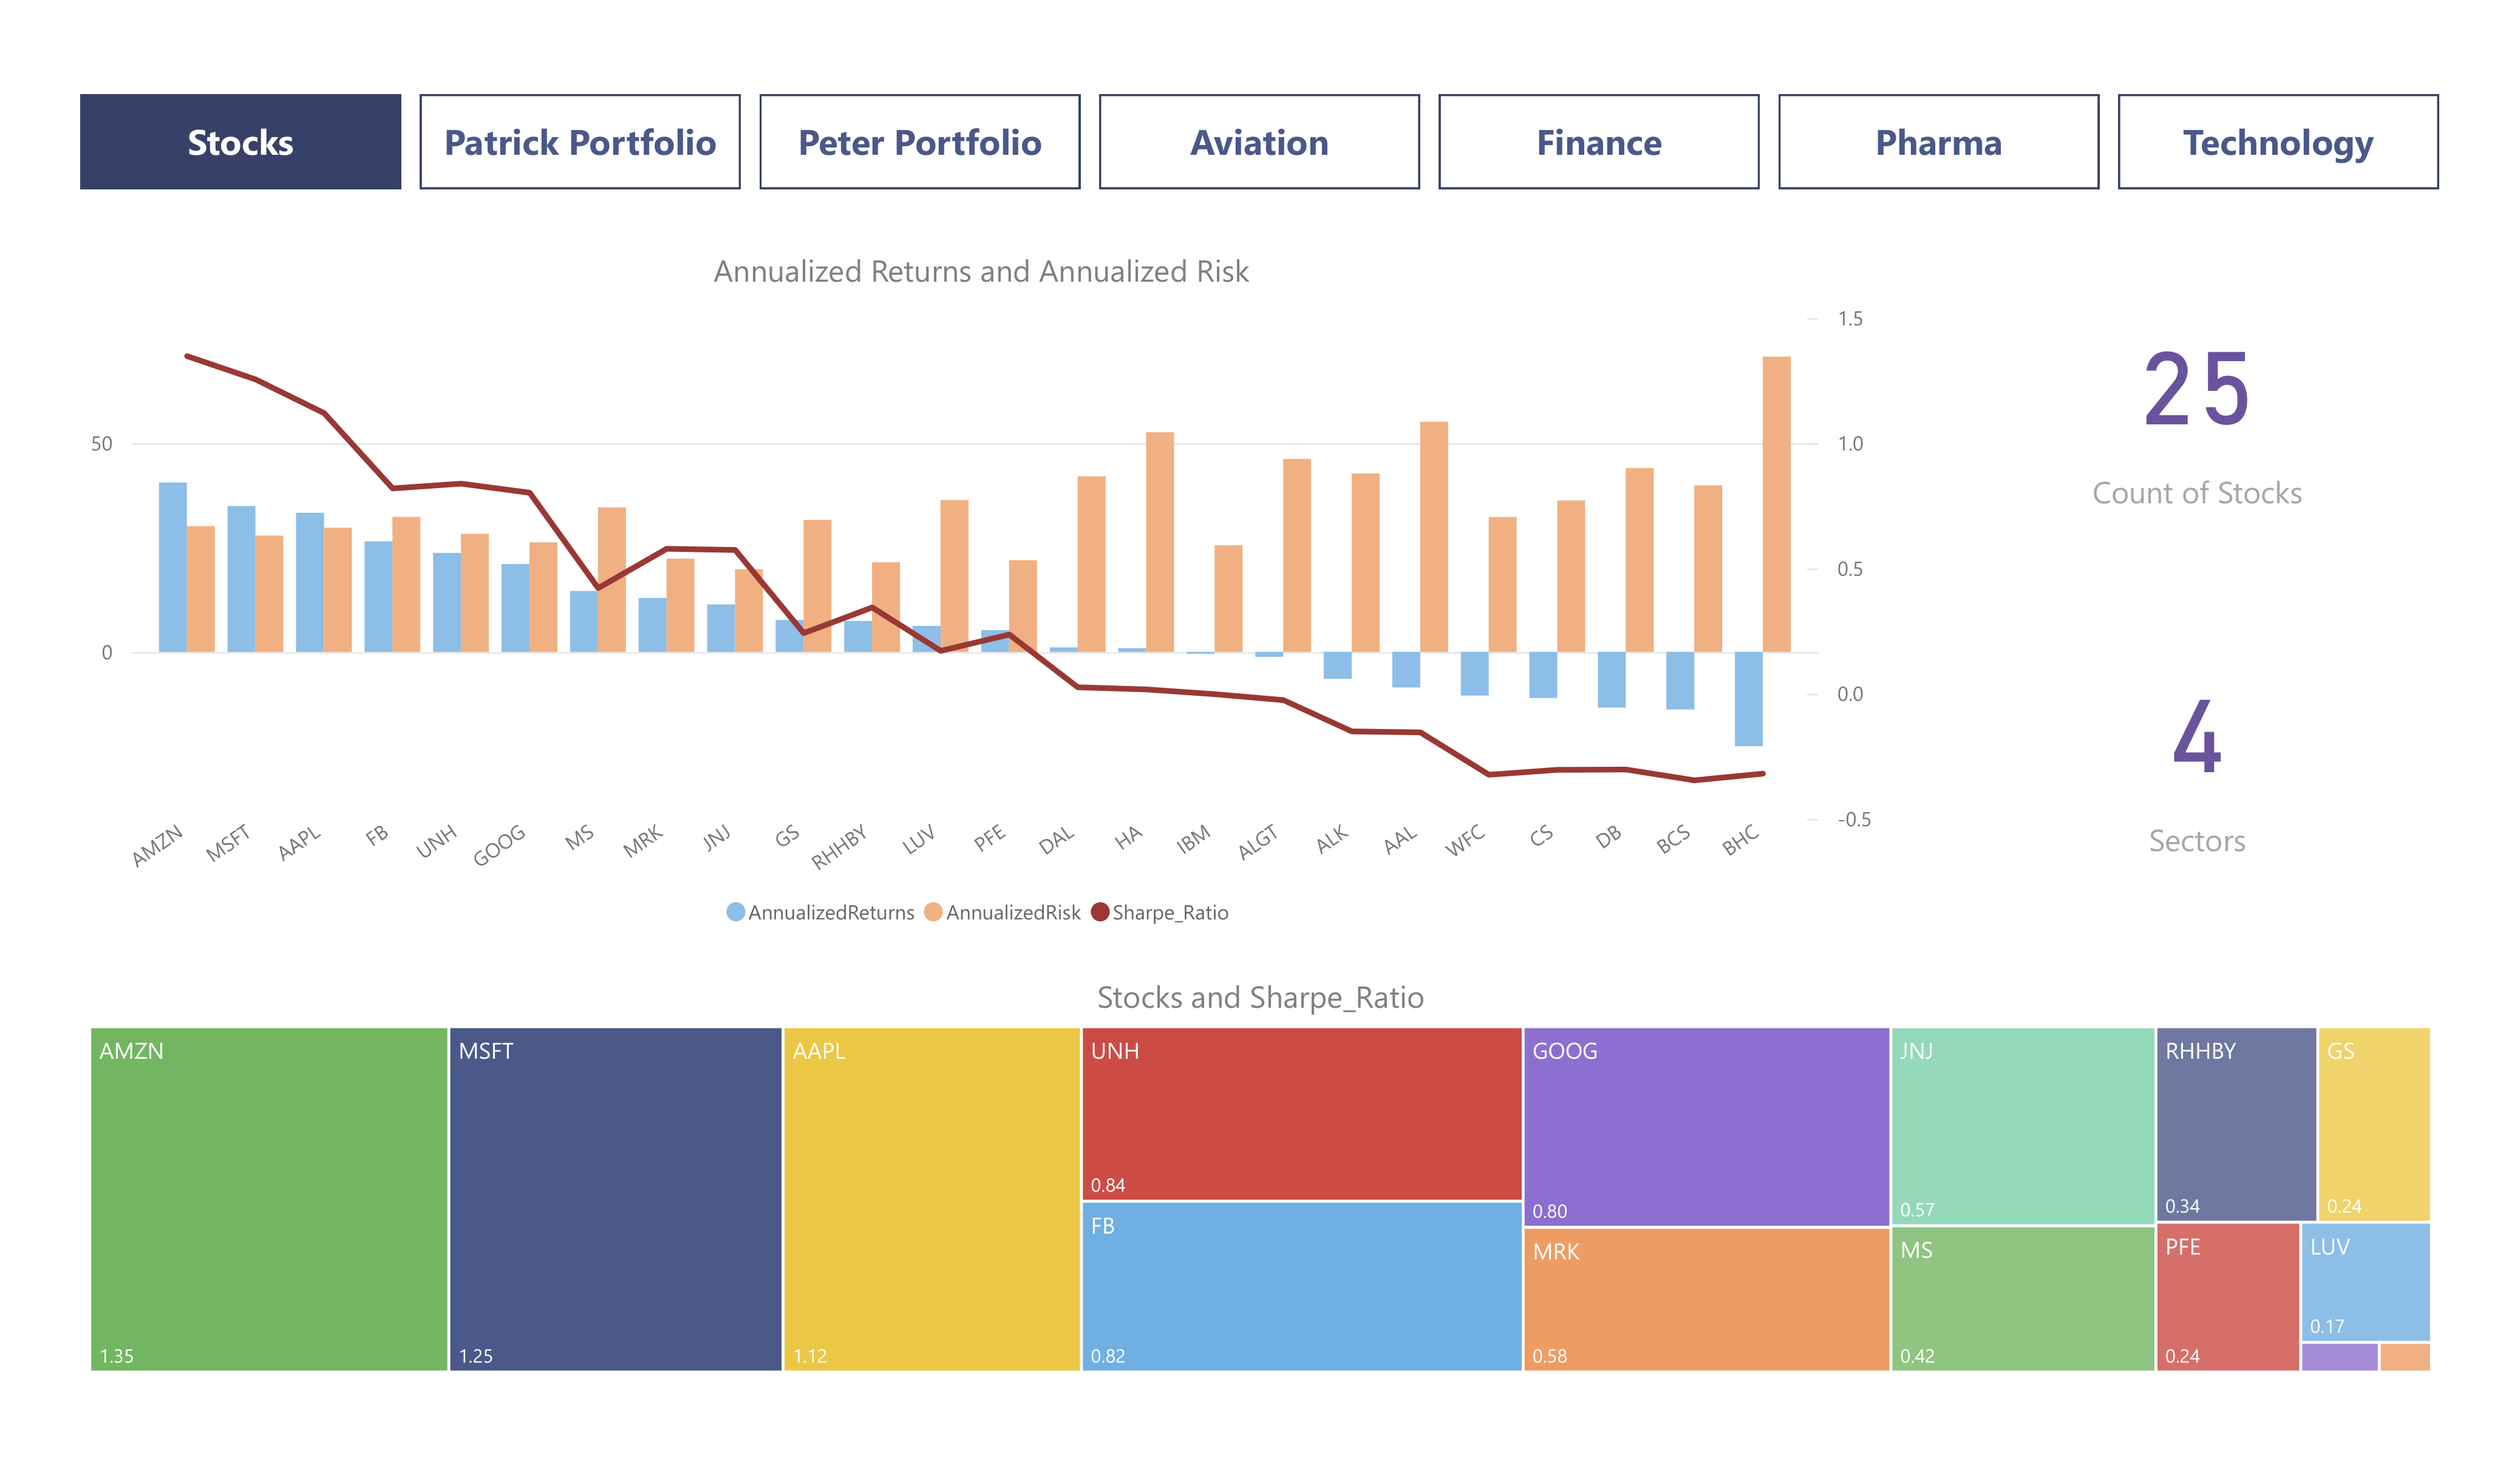 Stocks
Patrick Portfolio
Peter Portfolio
Aviation
Finance
Pharma
Technology
Annualized Returns and Annualized Risk
1.5
50
1.0
0.5
0
0.0
-0.5
AMZN
MSFT
AAPL
FB
UNH
GOOG
MS
MRK
JNJ
GS
RHHBY
LUV
PFE
DAL
HA
IBM
ALGT
ALK
AAL
WFC
CS
DB
BCS
BHC
AnnualizedReturns
AnnualizedRisk
Sharpe_Ratio
25
Count of Stocks
4
Sectors
Stocks and Sharpe_Ratio
AMZN
1.35
MSFT
1.25
AAPL
1.12
UNH
0.84
FB
0.82
GOOG
0.80
MRK
0.58
JNJ
0.57
MS
0.42
RHHBY
0.34
GS
0.24
PFE
0.24
LUV
0.17